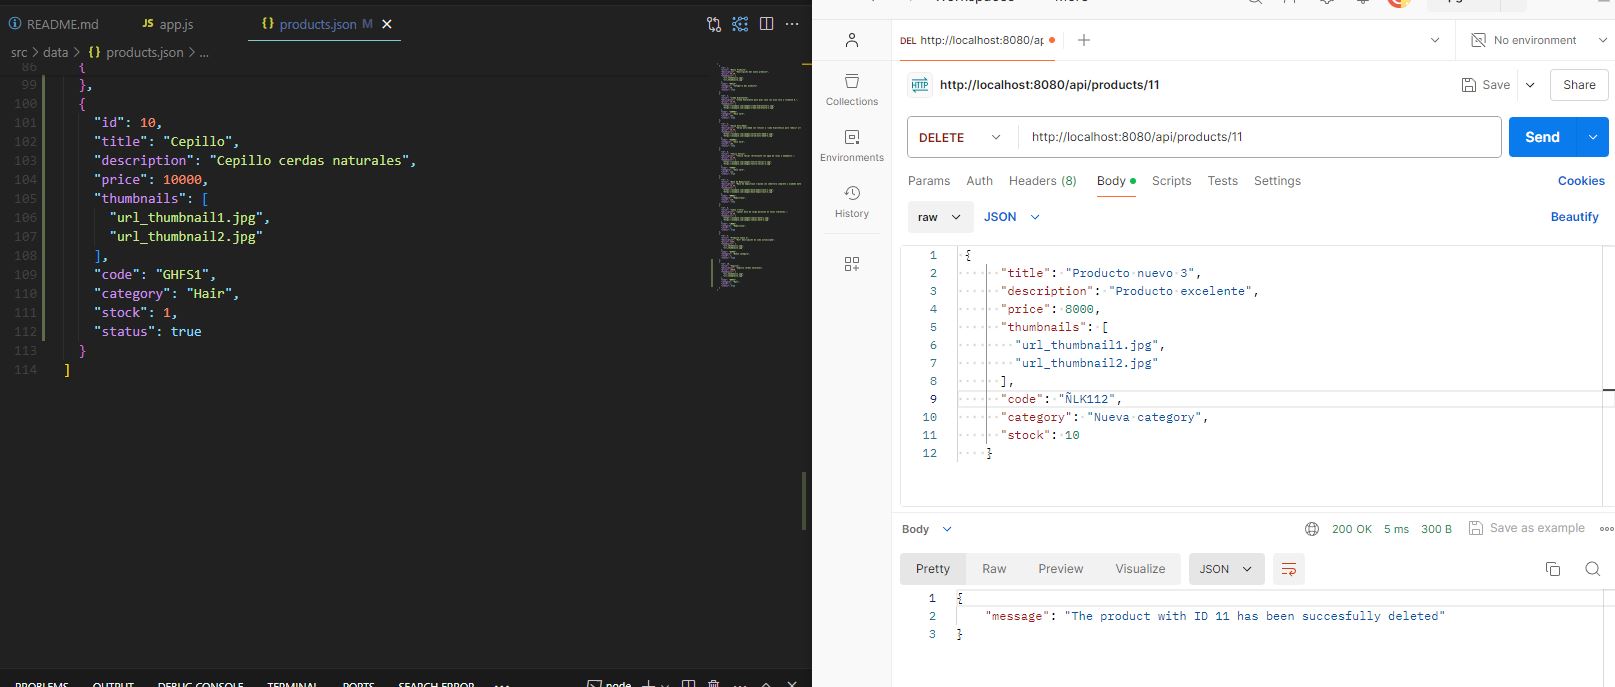 README.md
JS app.js
{} products.json M
src > data > {} products.json > ...
86 {
99 },
100 {
101 "id": 10,
102 "title": "Cepillo",
103 "description": "Cepillo cerdas naturales",
104 "price": 10000,
105 "thumbnails": [
106 "url_thumbnail1.jpg",
107 "url_thumbnail2.jpg"
108 ],
109 "code": "GHFS1",
110 "category": "Hair",
111 "stock": 1,
112 "status": true
113 }
114 ]
PROBLEMS OUTPUT DEBUG CONSOLE TERMINAL PORTS SEARCH ERROR ... node
Workspaces More
DEL http://localhost:8080/ap
No environment
Collections
Environments
History
HTTP http://localhost:8080/api/products/11
Save
Share
DELETE http://localhost:8080/api/products/11
Send
Params Auth Headers (8) Body Scripts Tests Settings Cookies
raw JSON Beautify
1 {
2 "title": "Producto nuevo 3",
3 "description": "Producto excelente",
4 "price": 8000,
5 "thumbnails": [
6 "url_thumbnail1.jpg",
7 "url_thumbnail2.jpg"
8 ],
9 "code": "ÑLK112",
10 "category": "Nueva category",
11 "stock": 10
12 }
Body 200 OK 5 ms 300 B Save as example
Pretty Raw Preview Visualize JSON
1 {
2 "message": "The product with ID 11 has been succesfully deleted"
3 }